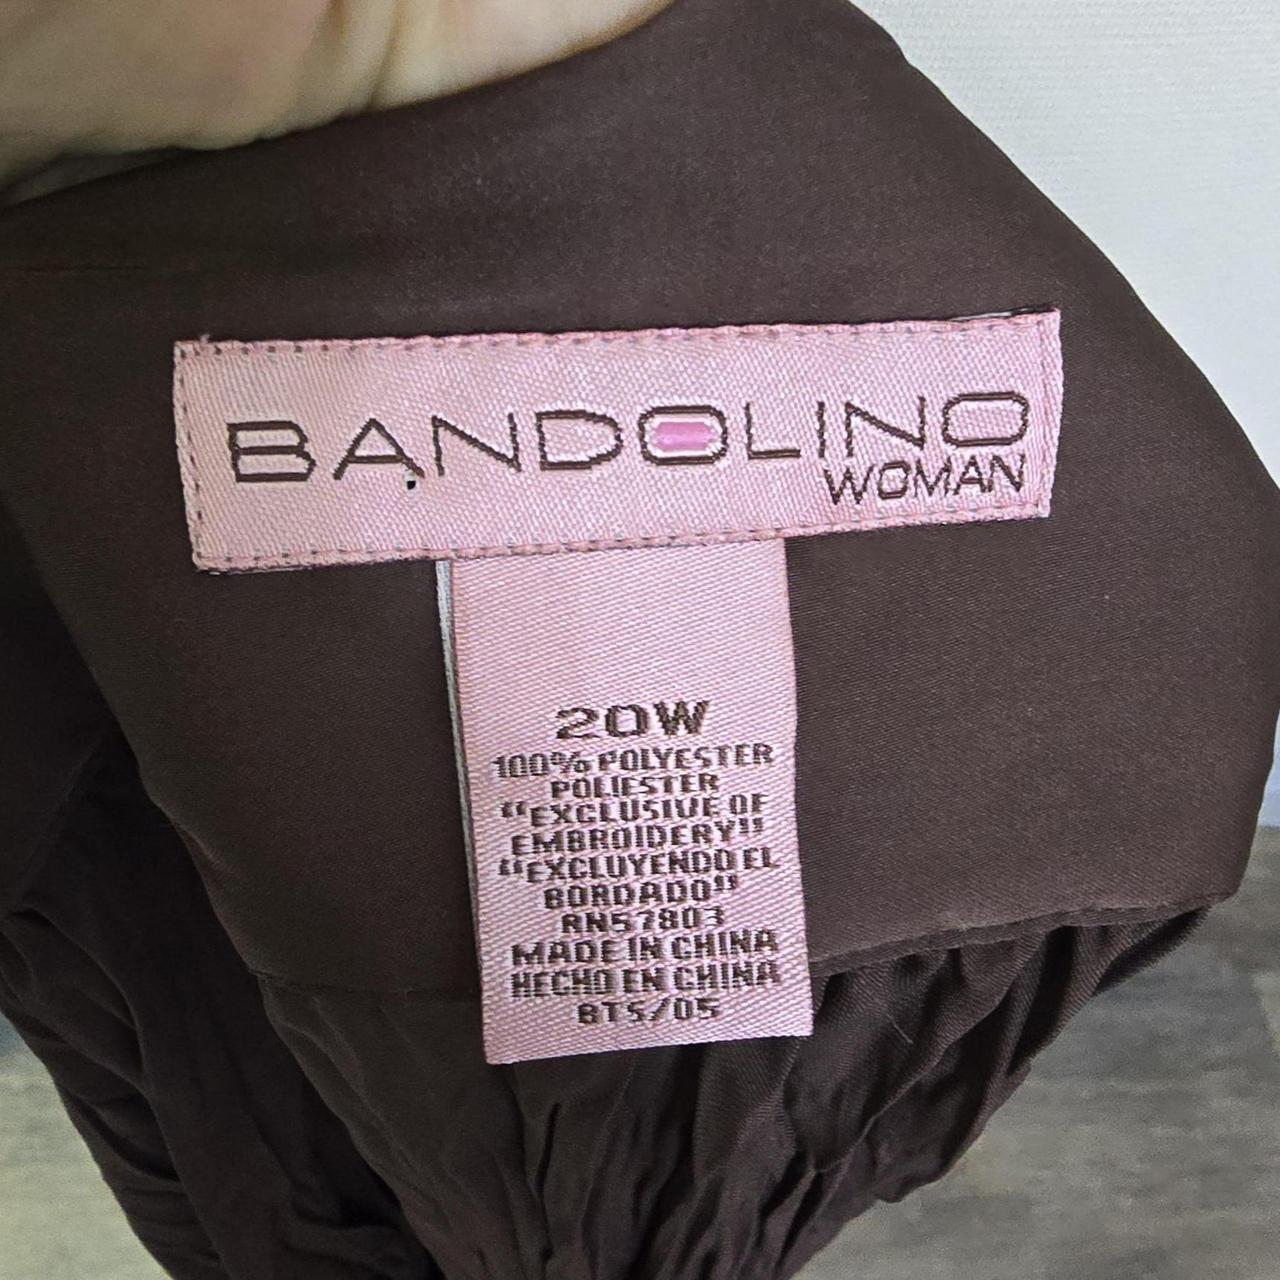 BANDOLINO
WOMAN
20W
100% POLYESTER
POLIESTER
“EXCLUSIVE OF
EMBROIDERY”
“EXCLUYENDO EL
BORDADO”
RN57803
MADE IN CHINA
HECHO EN CHINA
BTS/05